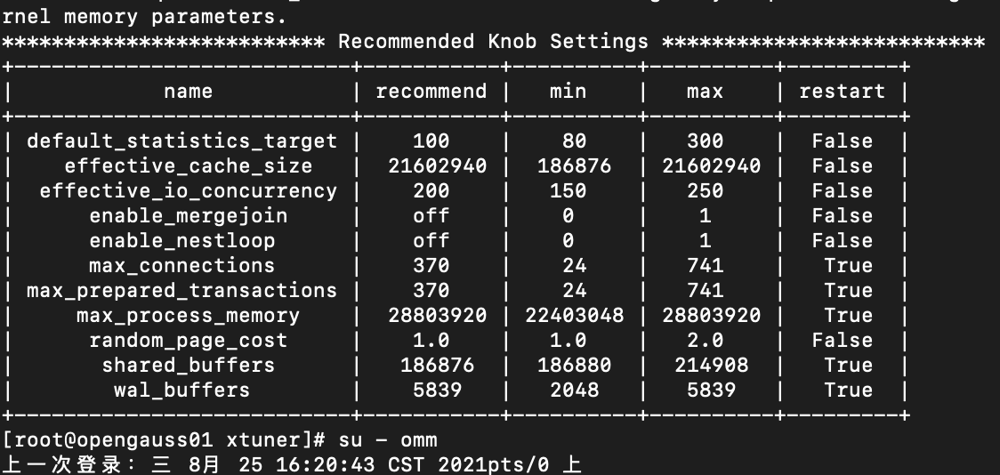 rnel memory parameters.
************************** Recommended Knob Settings **************************
+---------------------------+-----------+----------+----------+---------+
|            name           | recommend |   min    |   max    | restart |
+---------------------------+-----------+----------+----------+---------+
| default_statistics_target |    100    |    80    |   300    |  False  |
|    effective_cache_size   |  21602940 |  186876  | 21602940 |  False  |
|  effective_io_concurrency |    200    |   150    |   250    |  False  |
|      enable_mergejoin     |    off    |    0     |    1     |  False  |
|      enable_nestloop      |    off    |    0     |    1     |  False  |
|      max_connections      |    370    |    24    |   741    |   True  |
| max_prepared_transactions |    370    |    24    |   741    |   True  |
|     max_process_memory    |  28803920 | 22403048 | 28803920 |   True  |
|      random_page_cost     |    1.0    |   1.0    |   2.0    |  False  |
|       shared_buffers      |   186876  |  186880  |  214908  |   True  |
|        wal_buffers        |    5839   |   2048   |   5839   |   True  |
+---------------------------+-----------+----------+----------+---------+
[root@opengauss01 xtuner]# su - omm
上一次登录：三 8月 25 16:20:43 CST 2021pts/0 上